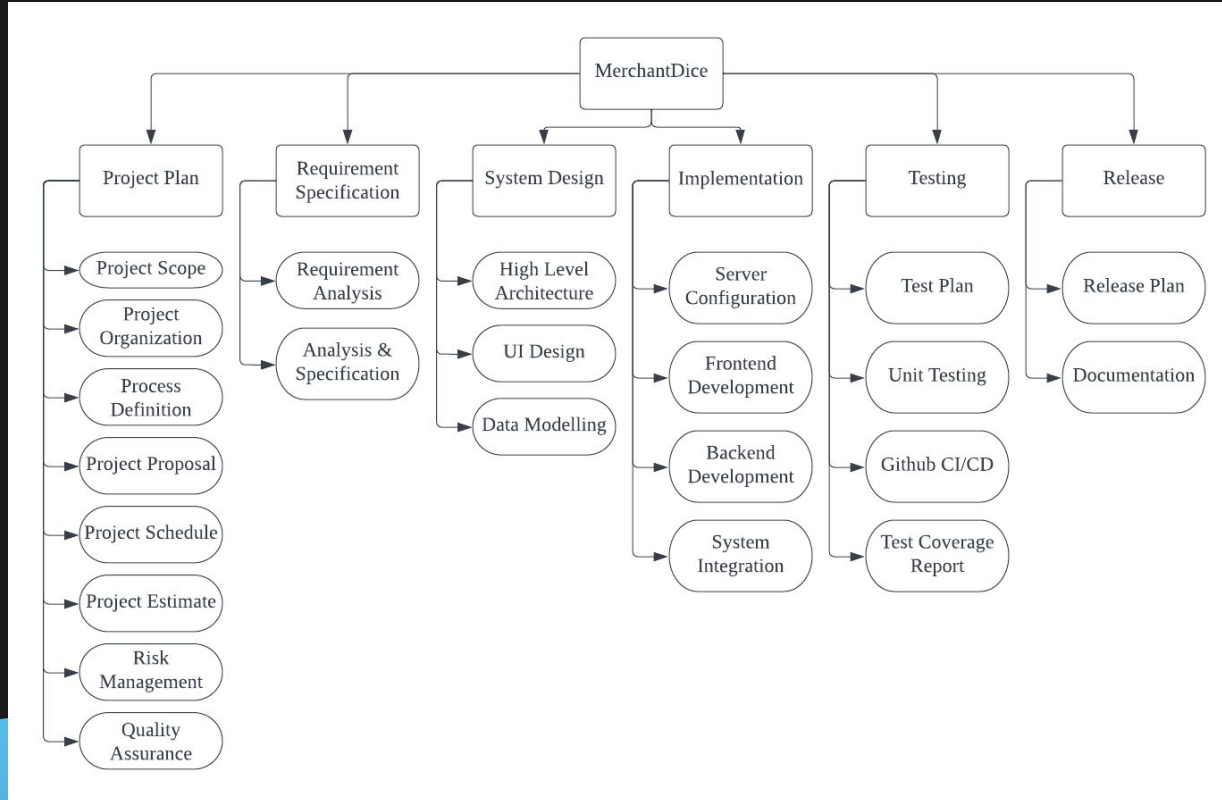 MerchantDice
Project Plan
Requirement
Specification
System Design
Implementation
Testing
Release
Project Scope
Project
Organization
Process
Definition
Project Proposal
Project Schedule
Project Estimate
Risk
Management
Quality
Assurance
Requirement
Analysis
Analysis &
Specification
High Level
Architecture
UI Design
Data Modelling
Server
Configuration
Frontend
Development
Backend
Development
System
Integration
Test Plan
Unit Testing
Github CI/CD
Test Coverage
Report
Release Plan
Documentation